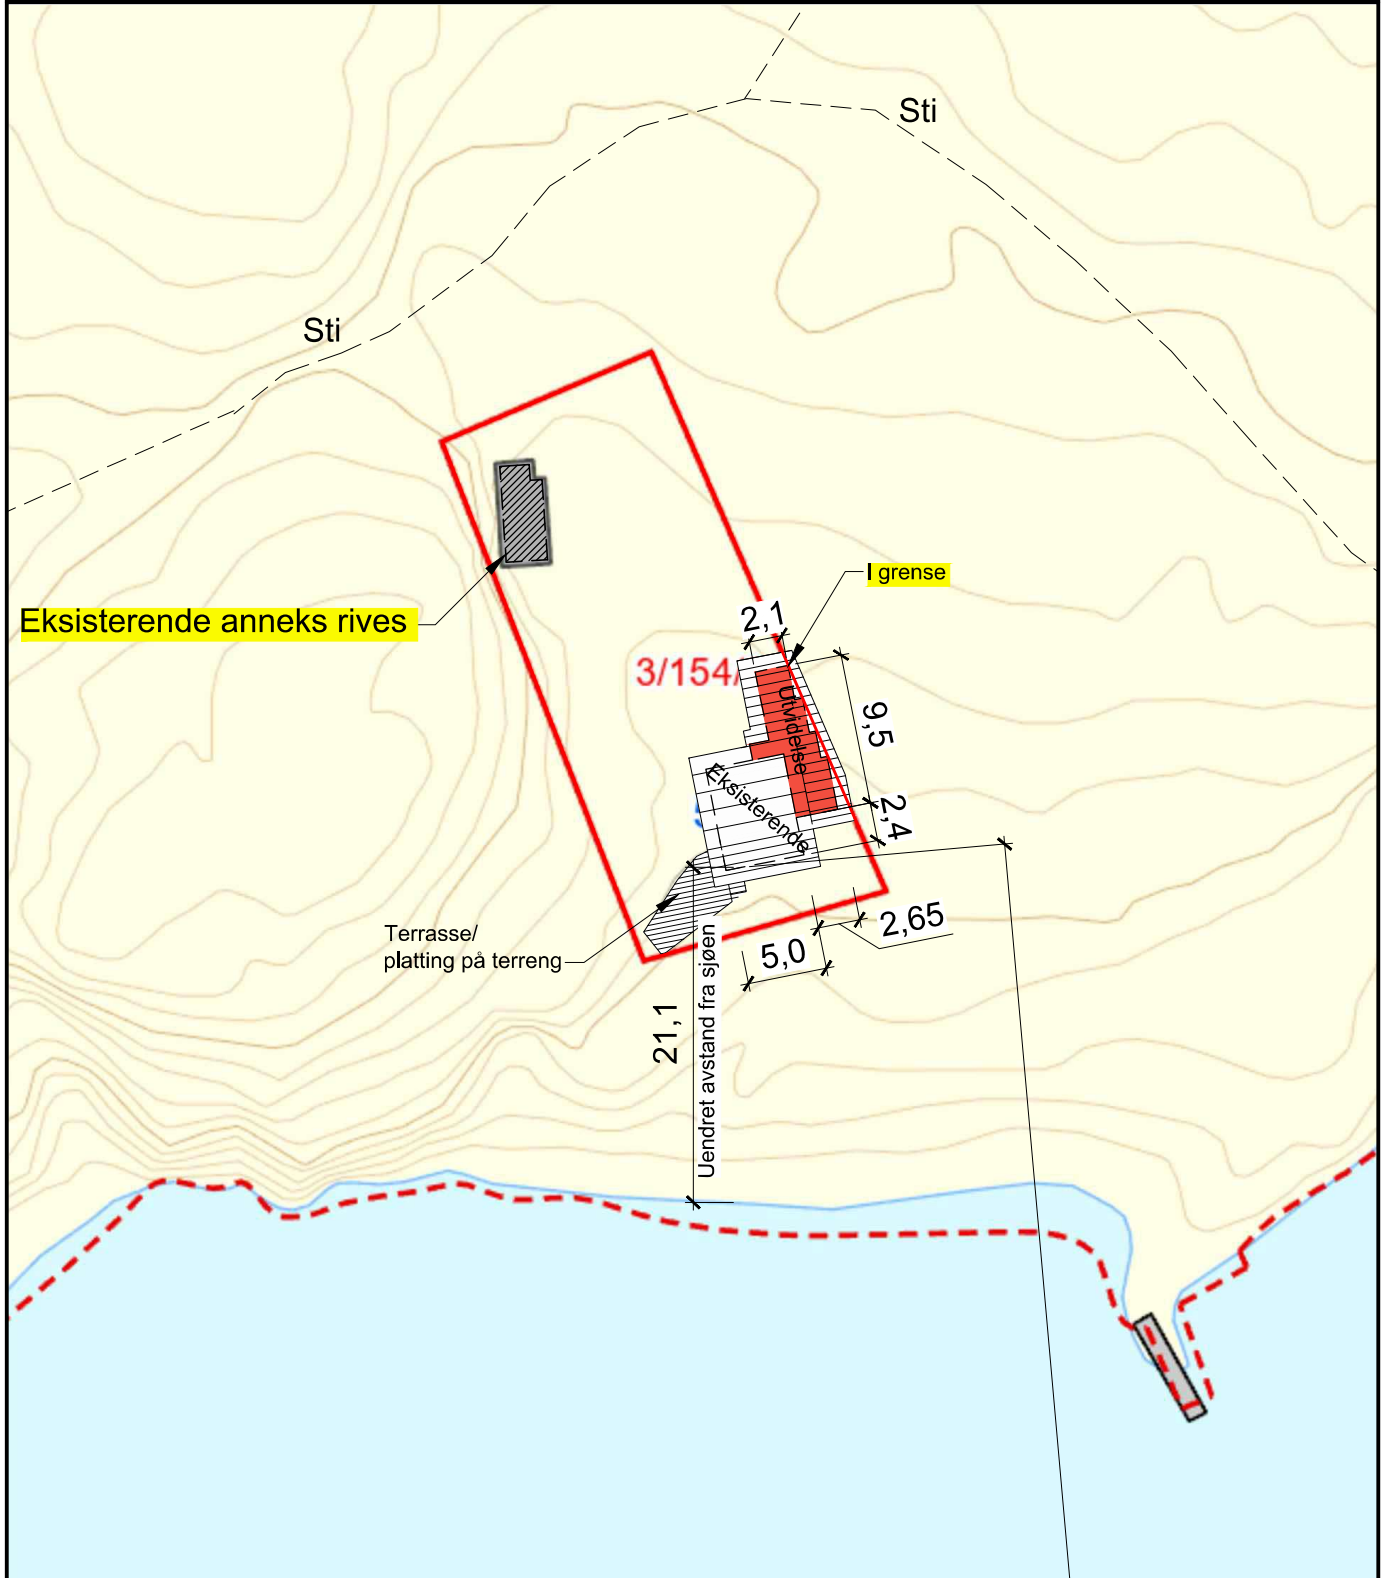 Sti
Sti
I grense
Eksisterende anneks rives
2,1
3/154/
Utvidelse
9,5
Eksisterende
2,4
2,65
Terrasse/
platting på terreng
5,0
21,1
Uendret avstand fra sjøen